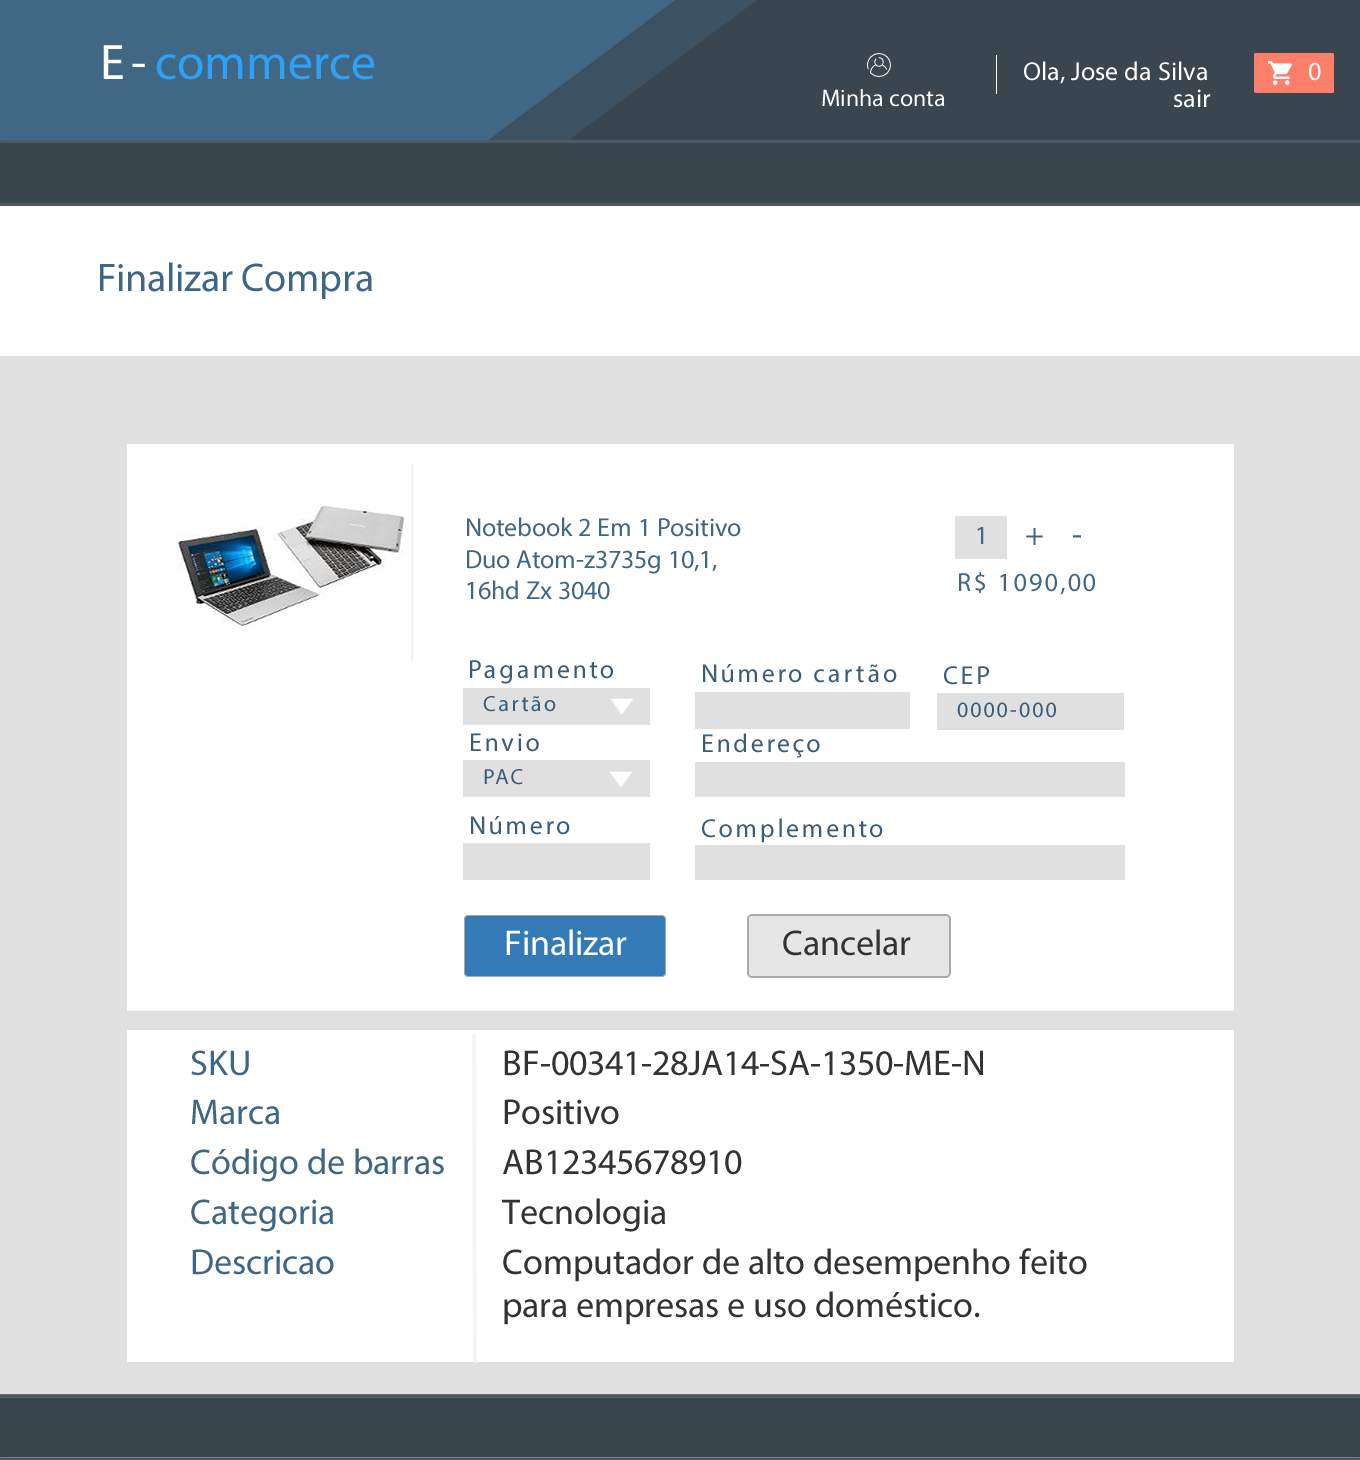 E - commerce
Minha conta
Ola, Jose da Silva
sair
0
Finalizar Compra
Notebook 2 Em 1 Positivo
Duo Atom-z3735g 10,1,
16hd Zx 3040
1 + -
R$ 1090,00
Pagamento
Número cartão
CEP
Cartão
0000-000
Envio
Endereço
PAC
Número
Complemento
Finalizar
Cancelar
SKU BF-00341-28JA14-SA-1350-ME-N
Marca Positivo
Código de barras AB12345678910
Categoria Tecnologia
Descricao Computador de alto desempenho feito
para empresas e uso doméstico.